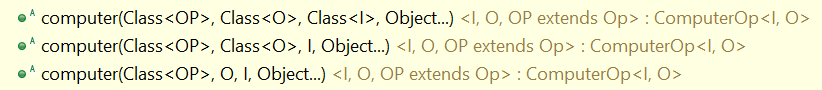 A computer(Class<OP>, Class<O>, Class<I>, Object...) <I, O, OP extends Op> : ComputerOp<I, O>
A computer(Class<OP>, Class<O>, I, Object...) <I, O, OP extends Op> : ComputerOp<I, O>
A computer(Class<OP>, O, I, Object...) <I, O, OP extends Op> : ComputerOp<I, O>